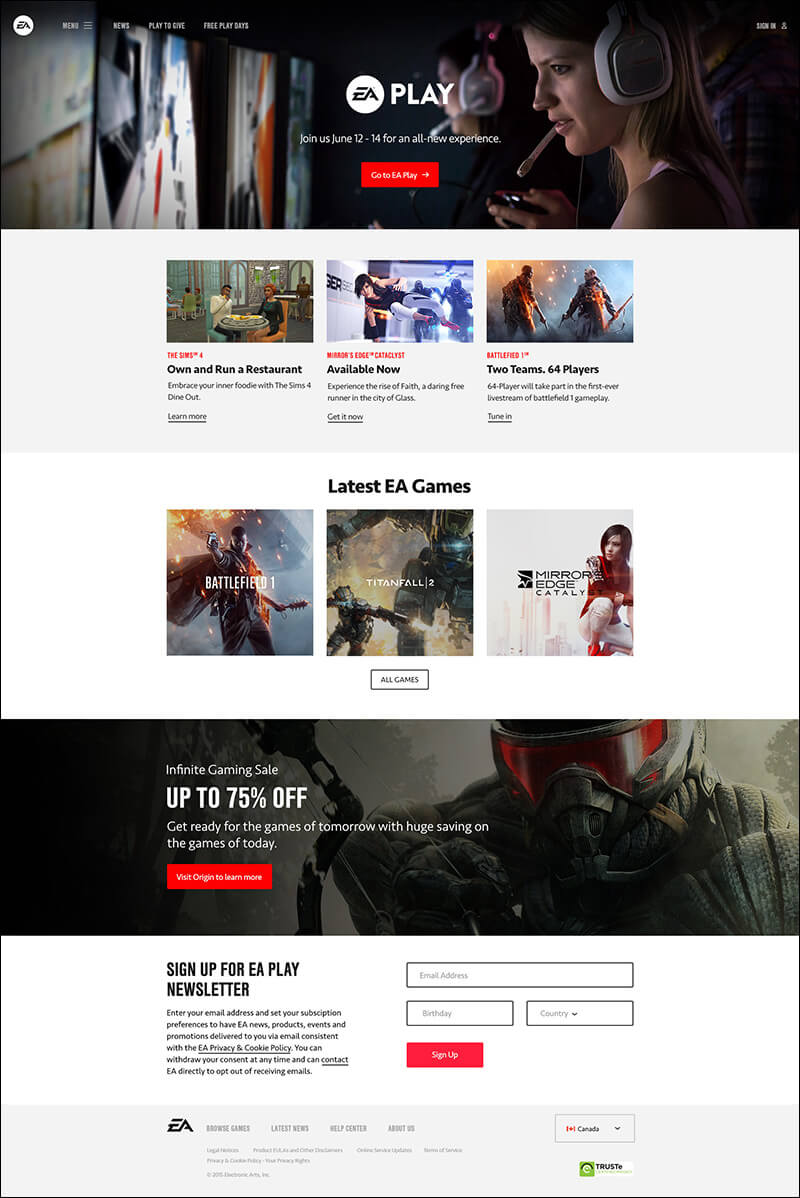 EA
MENU
NEWS
PLAY TO GIVE
FREE PLAY DAYS
SIGN IN
EA PLAY
Join us June 12 - 14 for an all-new experience.
Go to EA Play →
THE SIMS™ 4
Own and Run a Restaurant
Embrace your inner foodie with The Sims 4
Dine Out.
Learn more
MIRROR'S EDGE™ CATALYST
Available Now
Experience the rise of Faith, a daring free
runner in the city of Glass.
Get it now
BATTLEFIED 1™
Two Teams. 64 Players
64-Player will take part in the first-ever
livestream of battlefield 1 gameplay.
Tune in
Latest EA Games
BATTLEFIELD 1
TITANFALL|2
MIRROR'S
EDGE
CATALYST
ALL GAMES
Infinite Gaming Sale
UP TO 75% OFF
Get ready for the games of tomorrow with huge saving on
the games of today.
Visit Origin to learn more
SIGN UP FOR EA PLAY
NEWSLETTER
Enter your email address and set your subsciption
preferences to have EA news, products, events and
promotions delivered to you via email consistent
with the EA Privacy & Cookie Policy. You can
withdraw your consent at any time and can contact
EA directly to opt out of receiving emails.
Email Address
Birthday
Country
Sign Up
EA
BROWSE GAMES
LATEST NEWS
HELP CENTER
ABOUT US
Legal Notices
Product EULAs and Other Disclaimers
Online Service Updates
Terms of Service
Privacy & Cookie Policy - Your Privacy Rights
© 2015 Electronic Arts, Inc.
Canada
TRUSTe